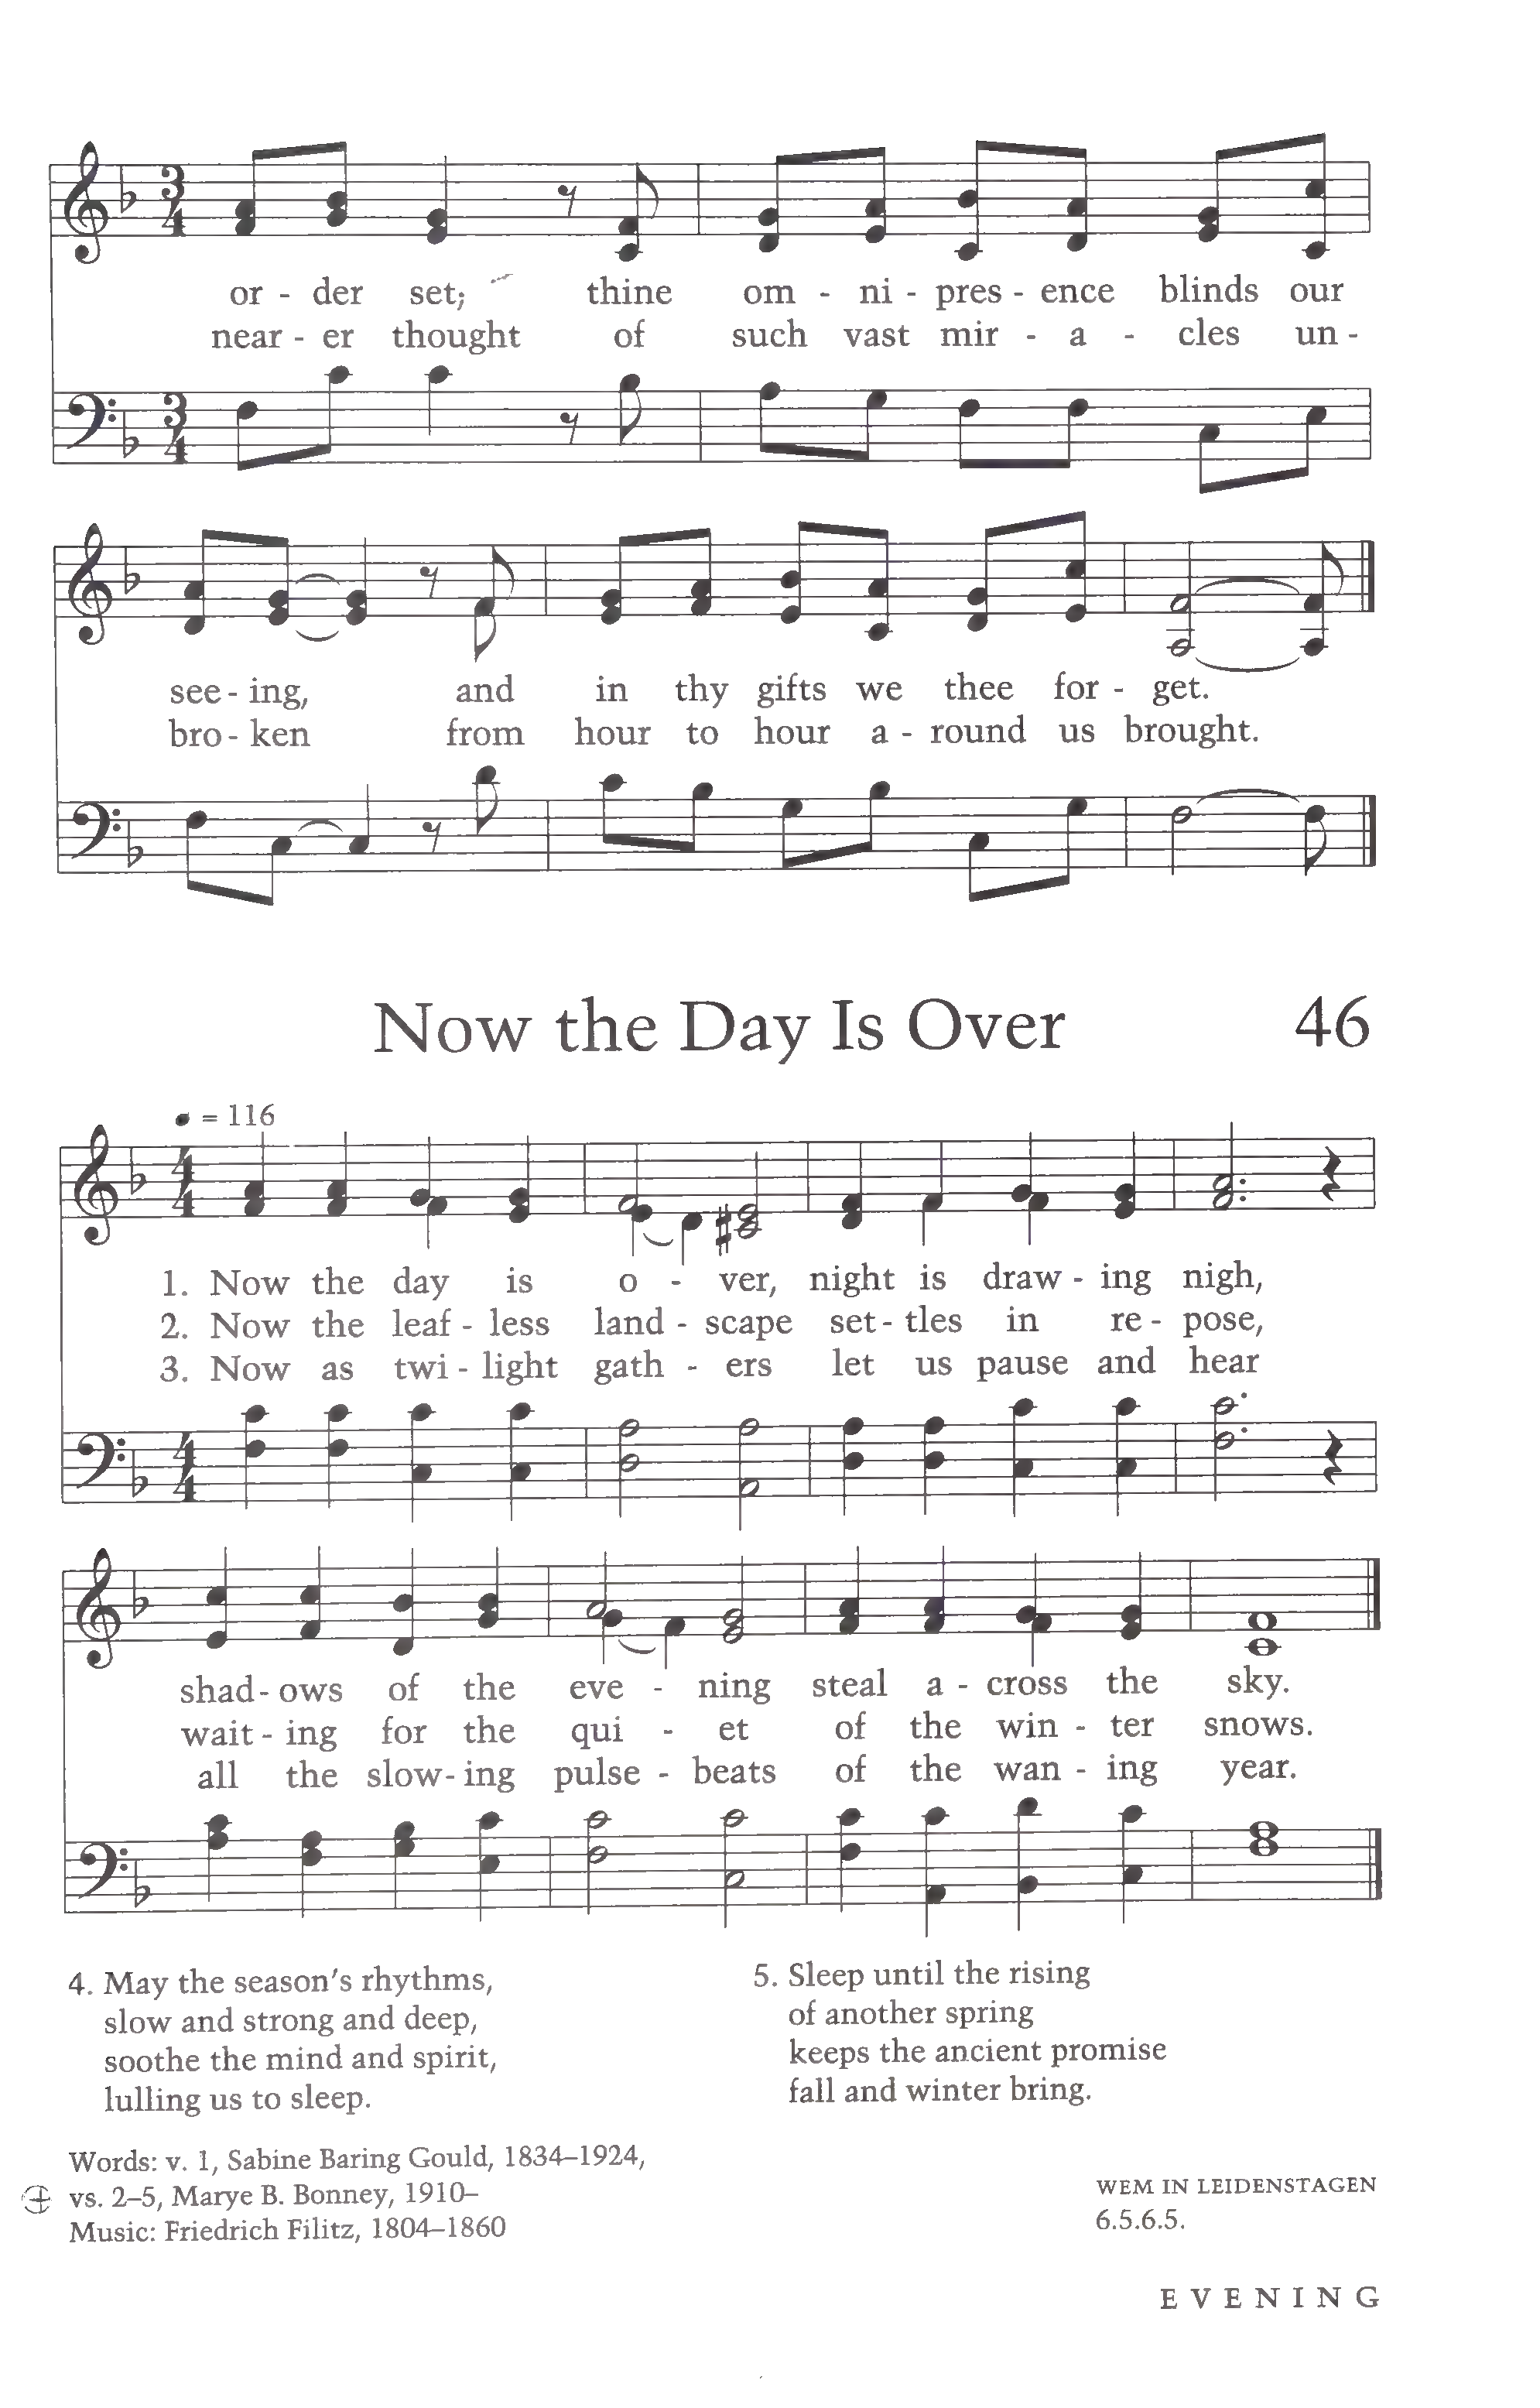 or - der set; thine om - ni - pres - ence blinds our
near - er thought of such vast mir - a - cles un -
see - ing, and in thy gifts we thee for - get.
bro - ken from hour to hour a - round us brought.
Now the Day Is Over 46
= 116
1. Now the day is o - ver, night is draw - ing nigh,
2. Now the leaf - less land - scape set - tles in re - pose,
3. Now as twi - light gath - ers let us pause and hear
shad - ows of the eve - ning steal a - cross the sky.
wait - ing for the qui - et of the win - ter snows.
all the slow - ing pulse - beats of the wan - ing year.
4. May the season's rhythms,
slow and strong and deep,
soothe the mind and spirit,
lulling us to sleep.
5. Sleep until the rising
of another spring
keeps the ancient promise
fall and winter bring.
Words: v. 1, Sabine Baring Gould, 1834–1924,
vs. 2–5, Marye B. Bonney, 1910–
Music: Friedrich Filitz, 1804–1860
WEM IN LEIDENSTAGEN
6.5.6.5.
EVENING